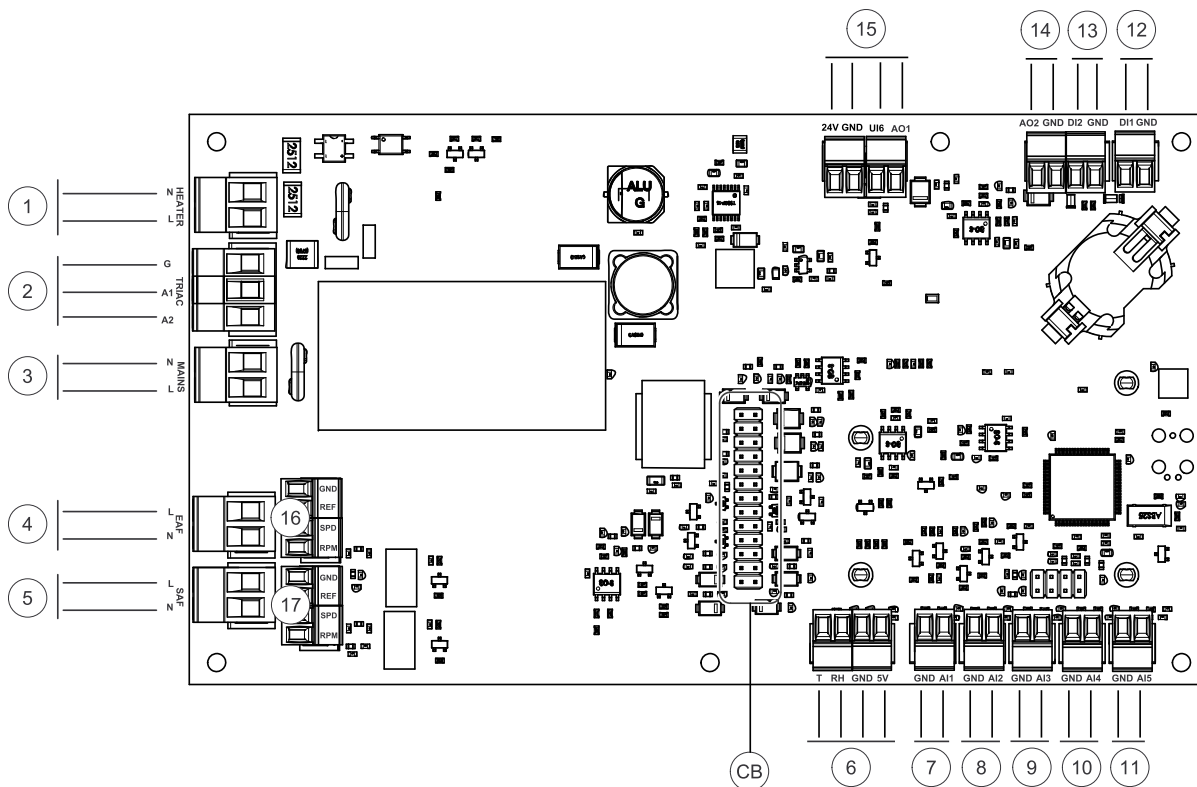 15
14
13
12
24V GND UI6 AO1
AO2 GND DI2 GND
DI1 GND
2512
2512
ALU
G
1
N
HEATER
L
2
G
TRIAC
A1
A2
3
N
MAINS
L
4
L
EAF
N
16
GND
REF
SPD
RPM
5
L
SAF
N
17
GND
REF
SPD
RPM
T RH GND 5V
GND AI1
GND AI2
GND AI3
GND AI4
GND AI5
CB
6
7
8
9
10
11